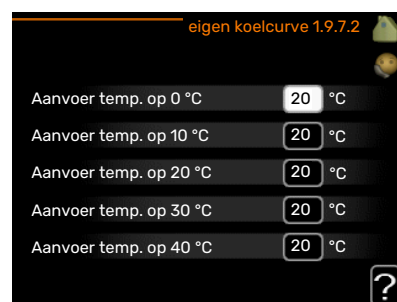 eigen koelcurve 1.9.7.2
Aanvoer temp. op 0 °C 20 °C
Aanvoer temp. op 10 °C 20 °C
Aanvoer temp. op 20 °C 20 °C
Aanvoer temp. op 30 °C 20 °C
Aanvoer temp. op 40 °C 20 °C
?